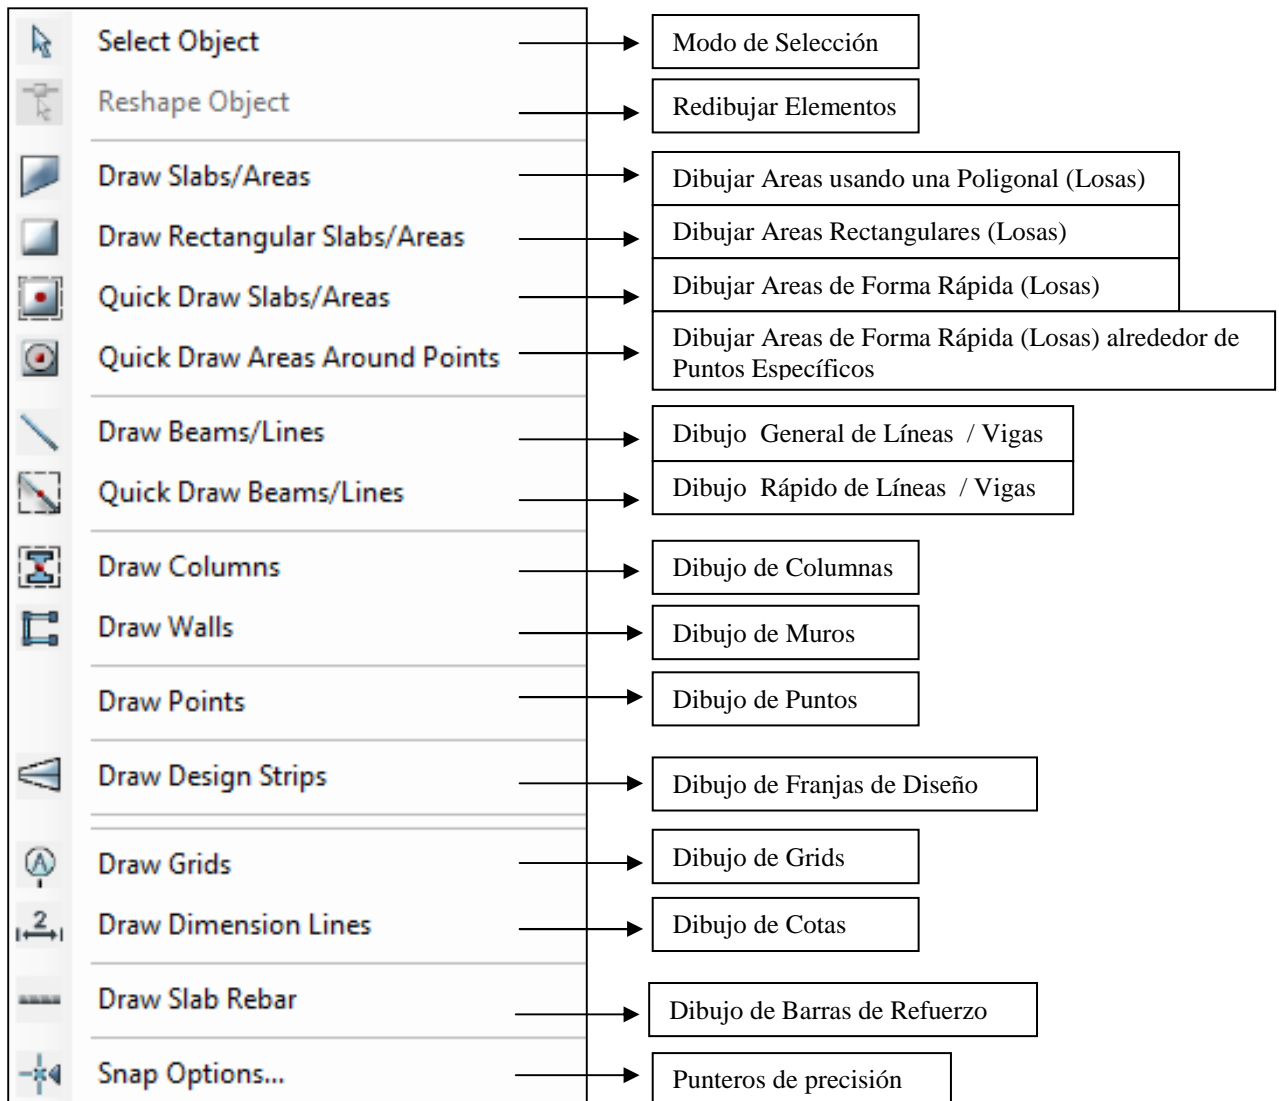 Select Object
Modo de Selección
Reshape Object
Redibujar Elementos
Draw Slabs/Areas
Dibujar Areas usando una Poligonal (Losas)
Draw Rectangular Slabs/Areas
Dibujar Areas Rectangulares (Losas)
Quick Draw Slabs/Areas
Dibujar Areas de Forma Rápida (Losas)
Quick Draw Areas Around Points
Dibujar Areas de Forma Rápida (Losas) alrededor de
Puntos Específicos
Draw Beams/Lines
Dibujo General de Líneas / Vigas
Quick Draw Beams/Lines
Dibujo Rápido de Líneas / Vigas
Draw Columns
Dibujo de Columnas
Draw Walls
Dibujo de Muros
Draw Points
Dibujo de Puntos
Draw Design Strips
Dibujo de Franjas de Diseño
A
Draw Grids
Dibujo de Grids
2
Draw Dimension Lines
Dibujo de Cotas
Draw Slab Rebar
Dibujo de Barras de Refuerzo
Snap Options...
Punteros de precisión